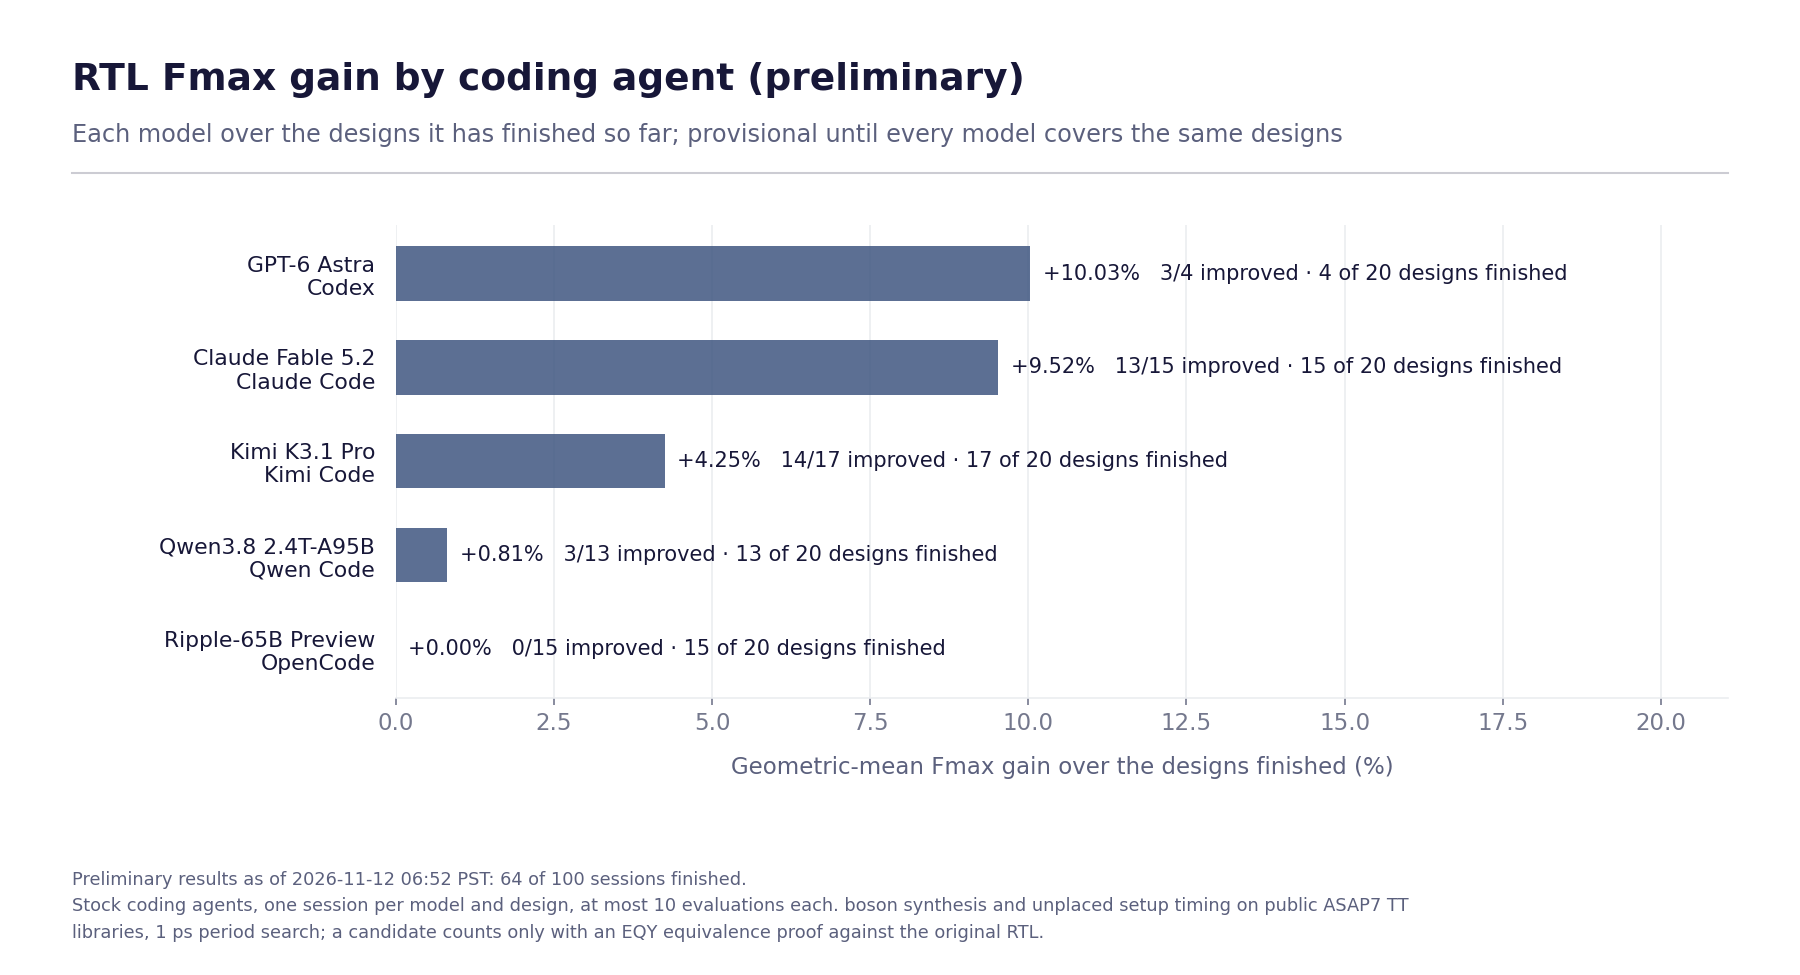 RTL Fmax gain by coding agent (preliminary)
Each model over the designs it has finished so far; provisional until every model covers the same designs
GPT-6 Astra
Codex
+10.03% 3/4 improved · 4 of 20 designs finished
Claude Fable 5.2
Claude Code
+9.52% 13/15 improved · 15 of 20 designs finished
Kimi K3.1 Pro
Kimi Code
+4.25% 14/17 improved · 17 of 20 designs finished
Qwen3.8 2.4T-A95B
Qwen Code
+0.81% 3/13 improved · 13 of 20 designs finished
Ripple-65B Preview
OpenCode
+0.00% 0/15 improved · 15 of 20 designs finished
0.0 2.5 5.0 7.5 10.0 12.5 15.0 17.5 20.0
Geometric-mean Fmax gain over the designs finished (%)
Preliminary results as of 2026-11-12 06:52 PST: 64 of 100 sessions finished.
Stock coding agents, one session per model and design, at most 10 evaluations each. boson synthesis and unplaced setup timing on public ASAP7 TT
libraries, 1 ps period search; a candidate counts only with an EQY equivalence proof against the original RTL.